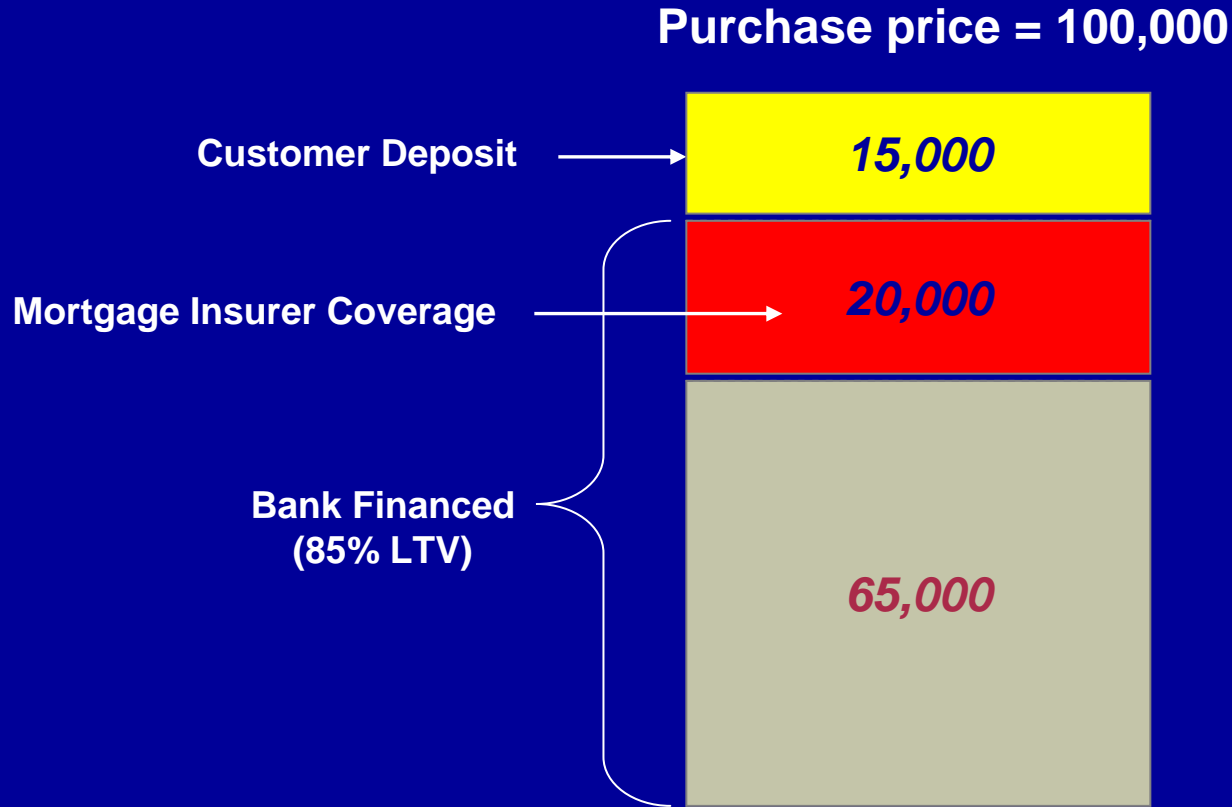 Purchase price = 100,000
Customer Deposit
15,000
Mortgage Insurer Coverage
20,000
Bank Financed
(85% LTV)
65,000